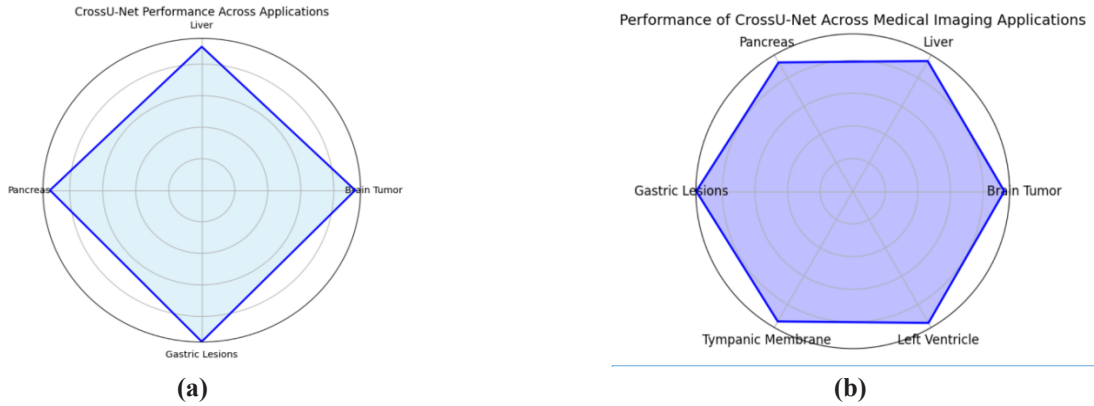 CrossU-Net Performance Across Applications
Liver
Pancreas
Brain Tumor
Gastric Lesions
(a)
Performance of CrossU-Net Across Medical Imaging Applications
Pancreas
Liver
Gastric Lesions
Brain Tumor
Tympanic Membrane
Left Ventricle
(b)